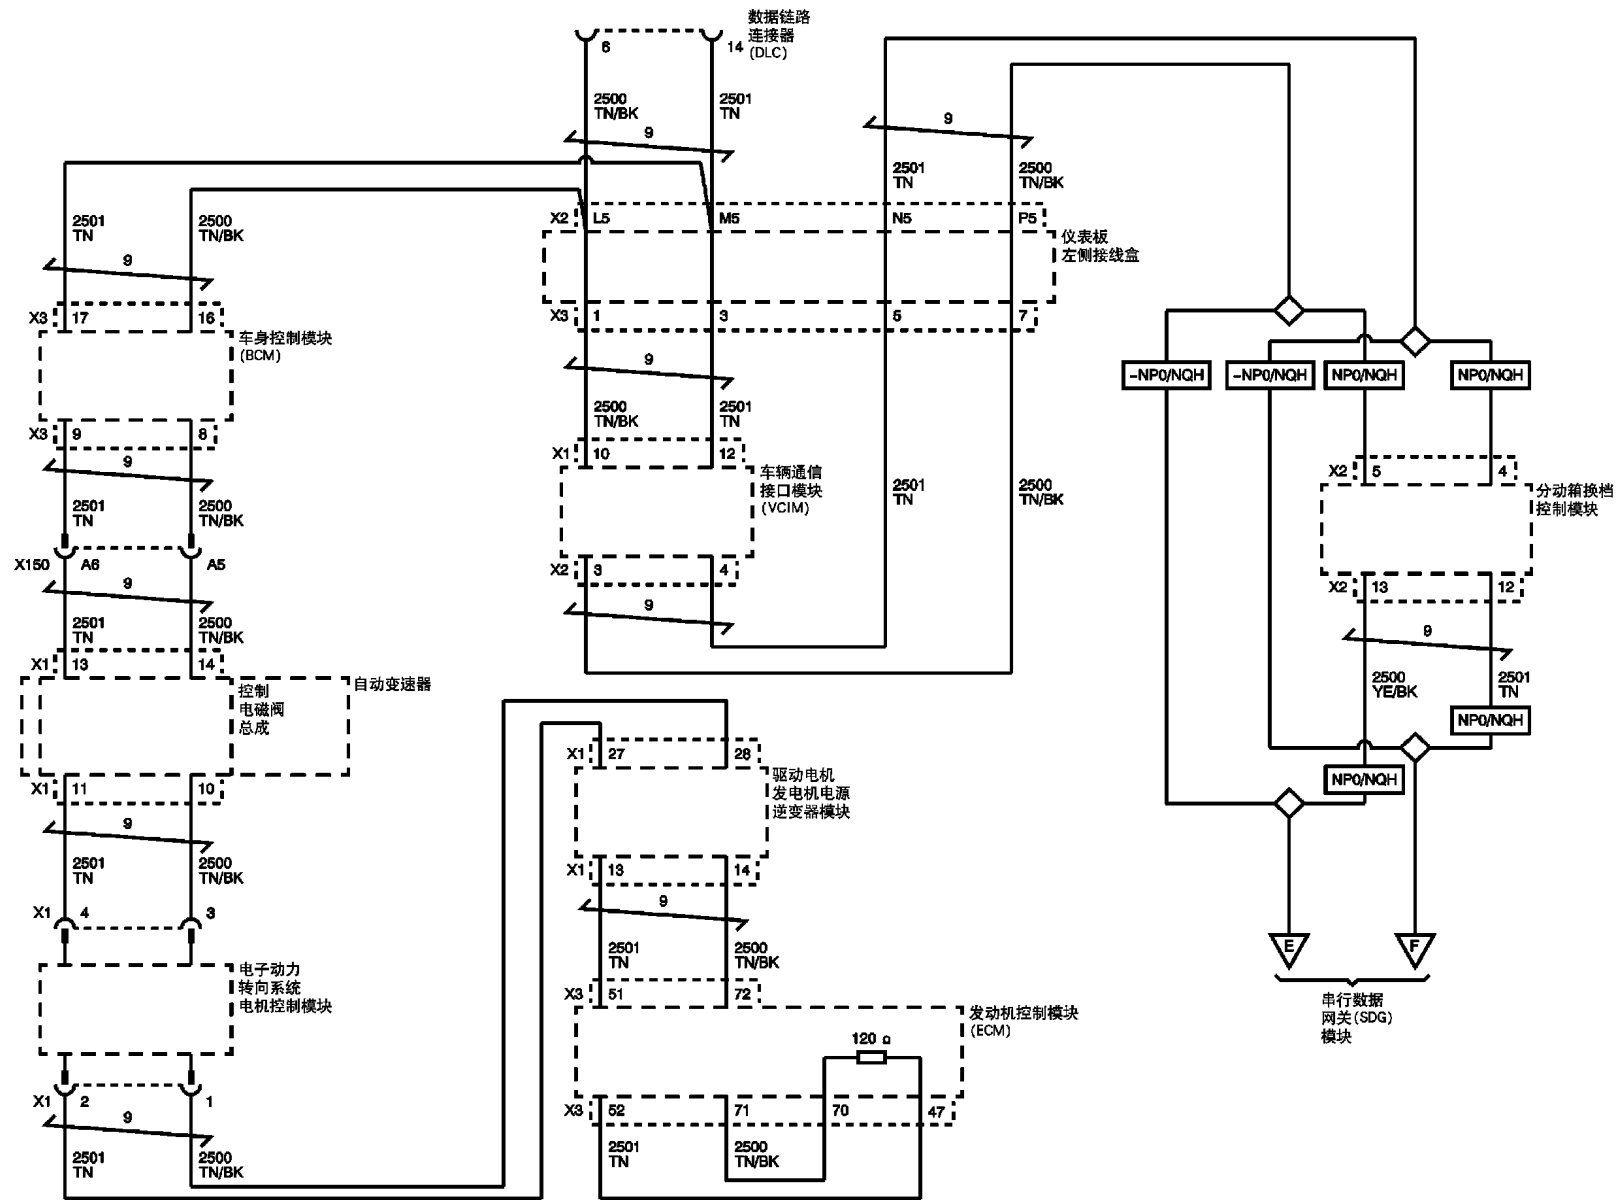 数据链路
连接器
(DLC)
6
14
2500
TN/BK
2501
TN
9
9
2501
TN
2500
TN/BK
2501
TN
2500
TN/BK
X2
L5
M5
N5
P5
仪表板
左侧接线盒
9
X3
17
16
车身控制模块
(BCM)
X3
1
3
5
7
9
-NP0/NQH
-NP0/NQH
NP0/NQH
NP0/NQH
2500
TN/BK
2501
TN
X3
9
8
9
X1
10
12
车辆通信
接口模块
(VCIM)
X2
5
4
分动箱换档
控制模块
2501
TN
2500
TN/BK
2501
TN
2500
TN/BK
X150
A6
A5
X2
3
4
9
9
X2
13
12
9
2501
TN
2500
TN/BK
X1
13
14
自动变速器
控制
电磁阀
总成
2500
YE/BK
2501
TN
NP0/NQH
X1
27
28
驱动电机
发电机电源
逆变器模块
NP0/NQH
X1
11
10
9
2501
TN
2500
TN/BK
X1
13
14
9
X1
4
3
2501
TN
2500
TN/BK
E
F
串行数据
网关(SDG)
模块
电子动力
转向系统
电机控制模块
X3
51
72
发动机控制模块
(ECM)
120 Ω
X1
2
1
9
X3
52
71
70
47
2501
TN
2500
TN/BK
2501
TN
2500
TN/BK